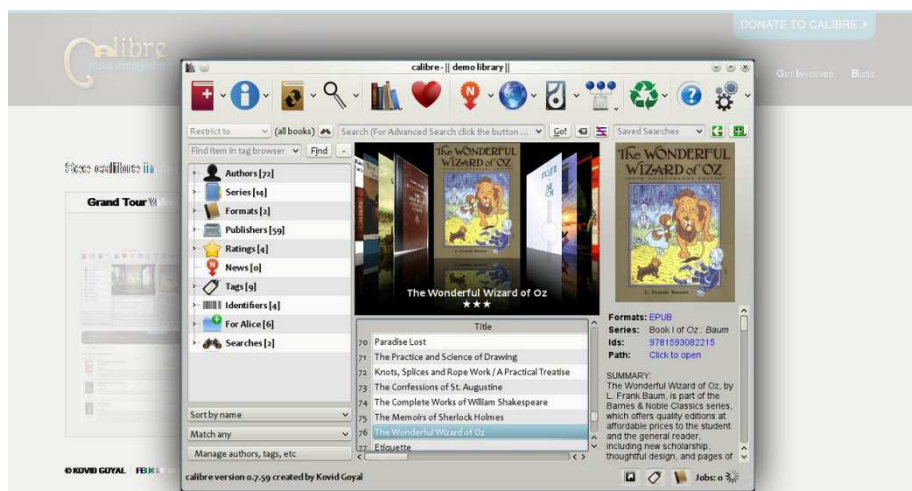 DONATE TO CALIBRE
calibre
GET INVOLVED BUGS
calibre - || demo library ||
Restrict to (all books) Search (For Advanced Search click the button ... Go! Saved Searches
Find item in tag browser Find -
Authors [72]
Series [14]
Formats [2]
Publishers [59]
Ratings [4]
News [0]
Tags [9]
Identifiers [4]
For Alice [6]
Searches [2]
Sort by name
Match any
Manage authors, tags, etc
The WONDERFUL
WIZARD of OZ
The Wonderful Wizard of Oz
★★★
Title
70 Paradise Lost
71 The Practice and Science of Drawing
72 Knots, Splices and Rope Work / A Practical Treatise
73 The Confessions of St. Augustine
74 The Complete Works of William Shakespeare
75 The Memoirs of Sherlock Holmes
76 The Wonderful Wizard of Oz
77 Etiquette
The WONDERFUL
WIZARD of OZ
L. Frank Baum
Formats: EPUB
Series: Book I of Oz : Baum
Ids: 9781593082215
Path: Click to open
SUMMARY:
The Wonderful Wizard of Oz, by
L. Frank Baum, is part of the
Barnes & Noble Classics series,
which offers quality editions at
affordable prices to the student
and the general reader,
including new scholarship,
thoughtful design, and pages of
Grand Tour
© KOVID GOYAL
calibre version 0.7.59 created by Kovid Goyal
Jobs: 0